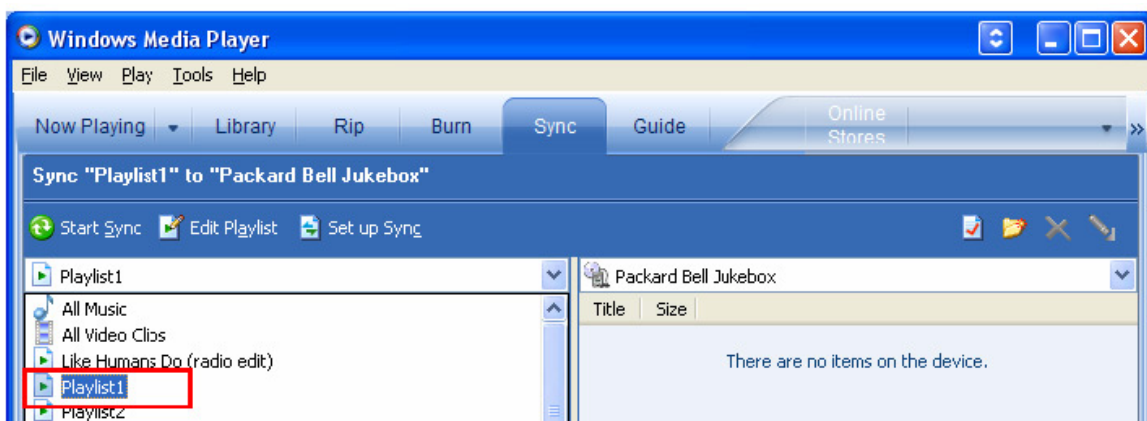 Windows Media Player
File View Play Tools Help
Now Playing Library Rip Burn Sync Guide Online Stores »
Sync "Playlist1" to "Packard Bell Jukebox"
Start Sync Edit Playlist Set up Sync
Playlist1 Packard Bell Jukebox
All Music Title Size
All Video Clips
Like Humans Do (radio edit) There are no items on the device.
Playlist1
Playlist2